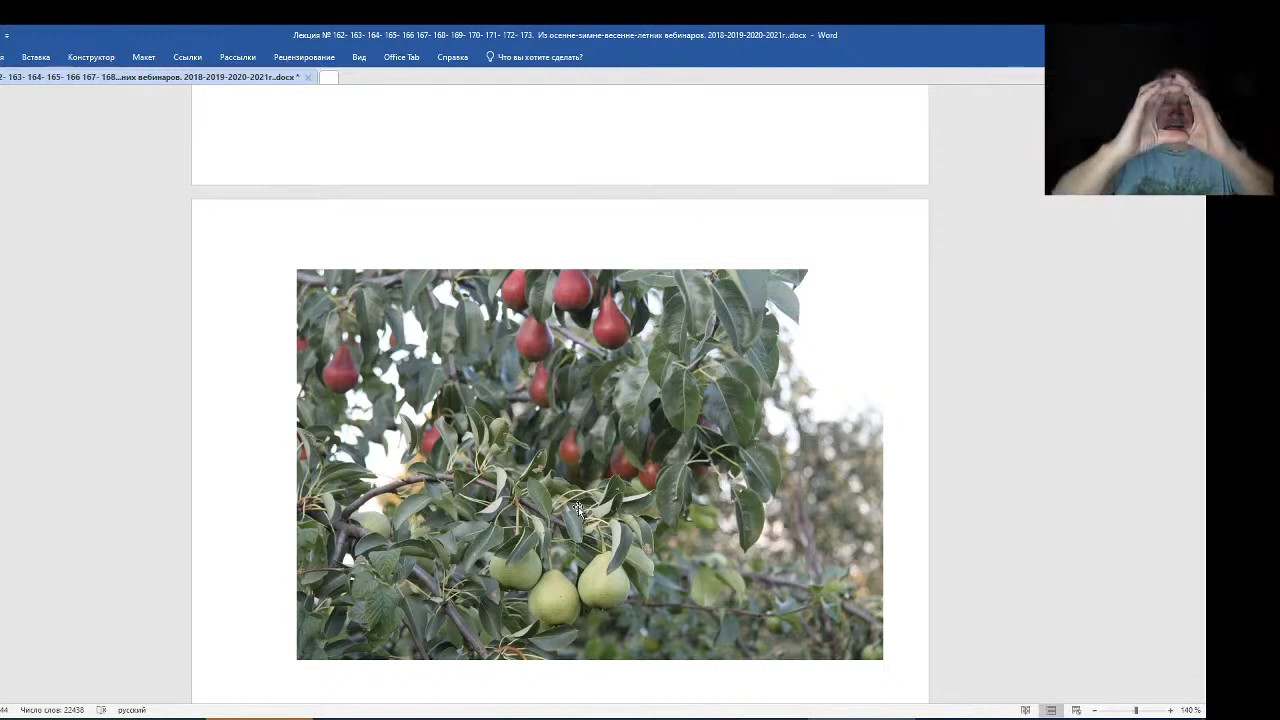 Лекция № 162- 163- 164- 165- 166 167- 168- 169- 170- 171- 172- 173. Из осенне-зимне-весенне-летних вебинаров. 2018-2019-2020-2021г..docx - Word
Вставка Конструктор Макет Ссылки Рассылки Рецензирование Вид Office Tab Справка Что вы хотите сделать?
2- 163- 164- 165- 166 167- 168...них вебинаров. 2018-2019-2020-2021г..docx *
44 Число слов: 22438 русский 140 %